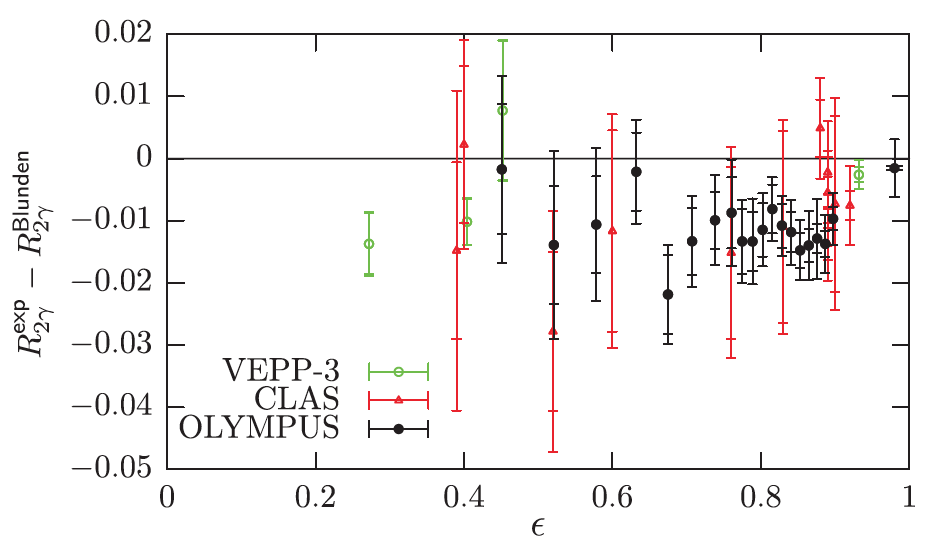 0.02
0.01
0
−0.01
−0.02
−0.03
−0.04
−0.05
R^exp_2γ − R^Blunden_2γ
VEPP-3
CLAS
OLYMPUS
0 0.2 0.4 0.6 0.8 1
ϵ